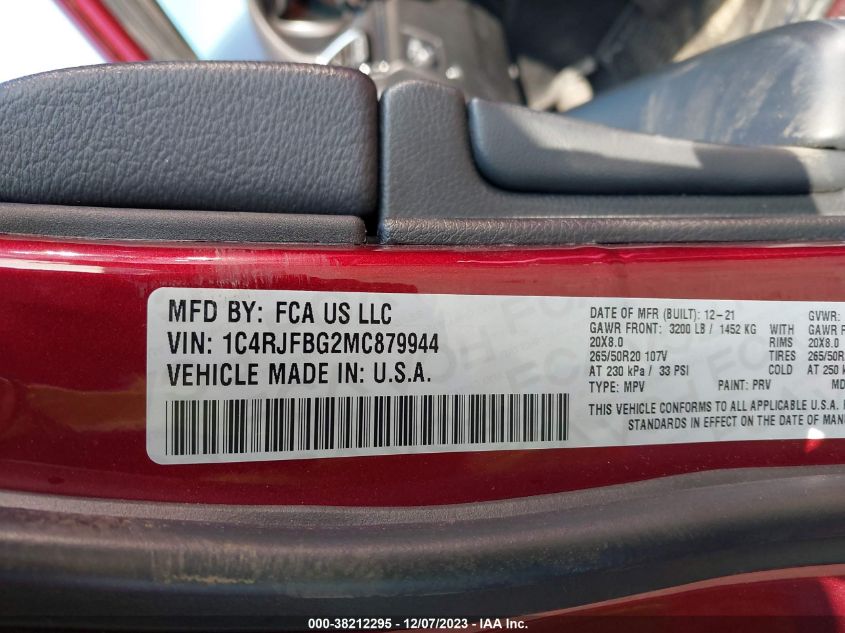 MFD BY: FCA US LLC
VIN: 1C4RJFBG2MC879944
VEHICLE MADE IN: U.S.A.
DATE OF MFR (BUILT): 12-21 GVWR:
GAWR FRONT: 3200 LB / 1452 KG WITH GAWR
20X8.0 RIMS 20X8.0
265/50R20 107V TIRES
AT 230 kPa / 33 PSI COLD AT 250
TYPE: MPV PAINT: PRV
THIS VEHICLE CONFORMS TO ALL APPLICABLE U.S.A.
STANDARDS IN EFFECT ON THE DATE OF
000-38212295 - 12/07/2023 - IAA Inc.